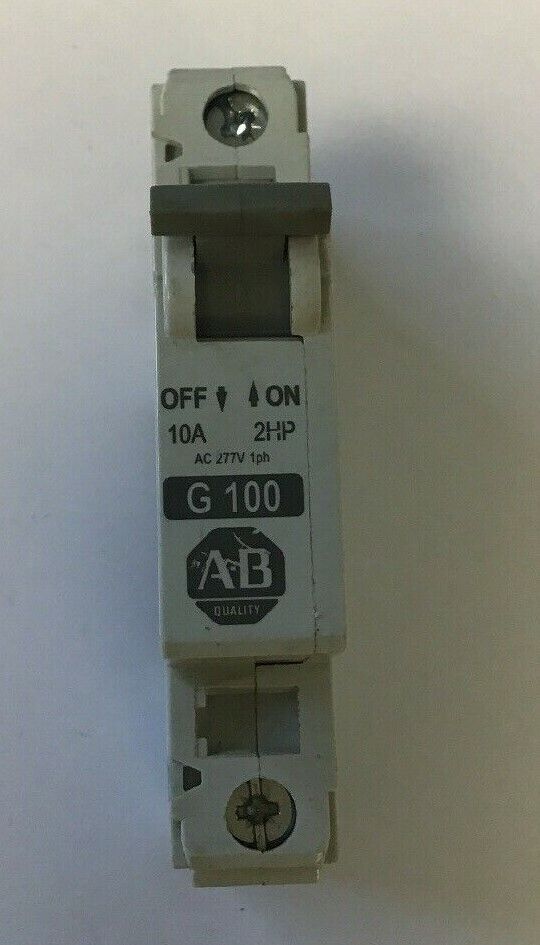 OFF ON
10A 2HP
AC 277V 1ph
G 100
AB
QUALITY